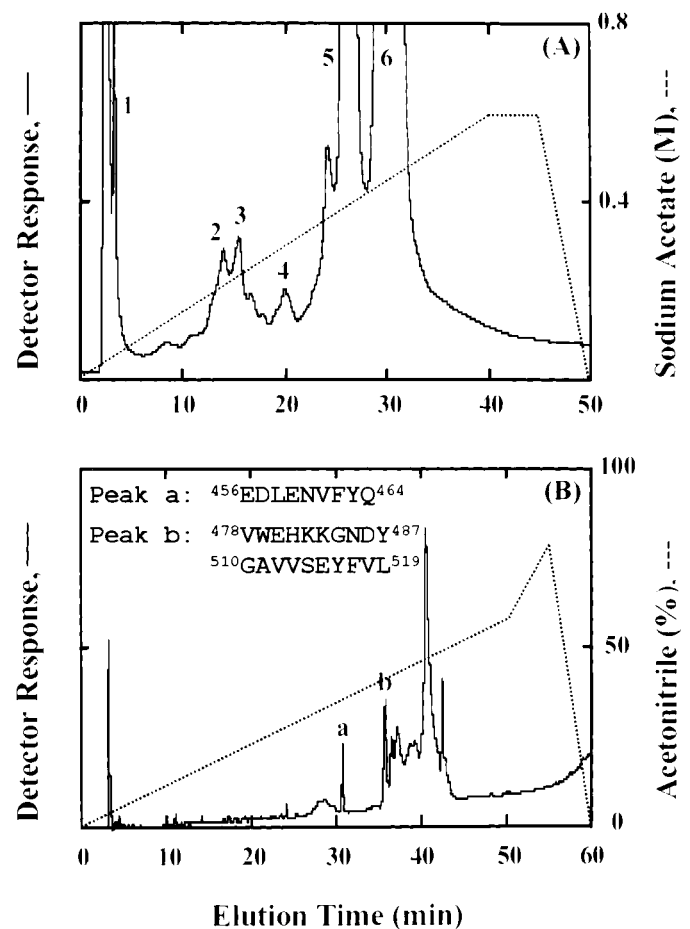 0.8
(A)
5
6
1
0.4
2
3
4
Detector Response, —
Sodium Acetate (M), ---
0 10 20 30 40 50
100
(B)
Peak a: ⁴⁵⁶EDLENVFYQ⁴⁶⁴
Peak b: ⁴⁷⁸VWEHKKGNDY⁴⁸⁷
⁵¹⁰GAVVSEYFVL⁵¹⁹
50
b
a
0
Detector Response, —
Acetonitrile (%), ---
0 10 20 30 40 50 60
Elution Time (min)